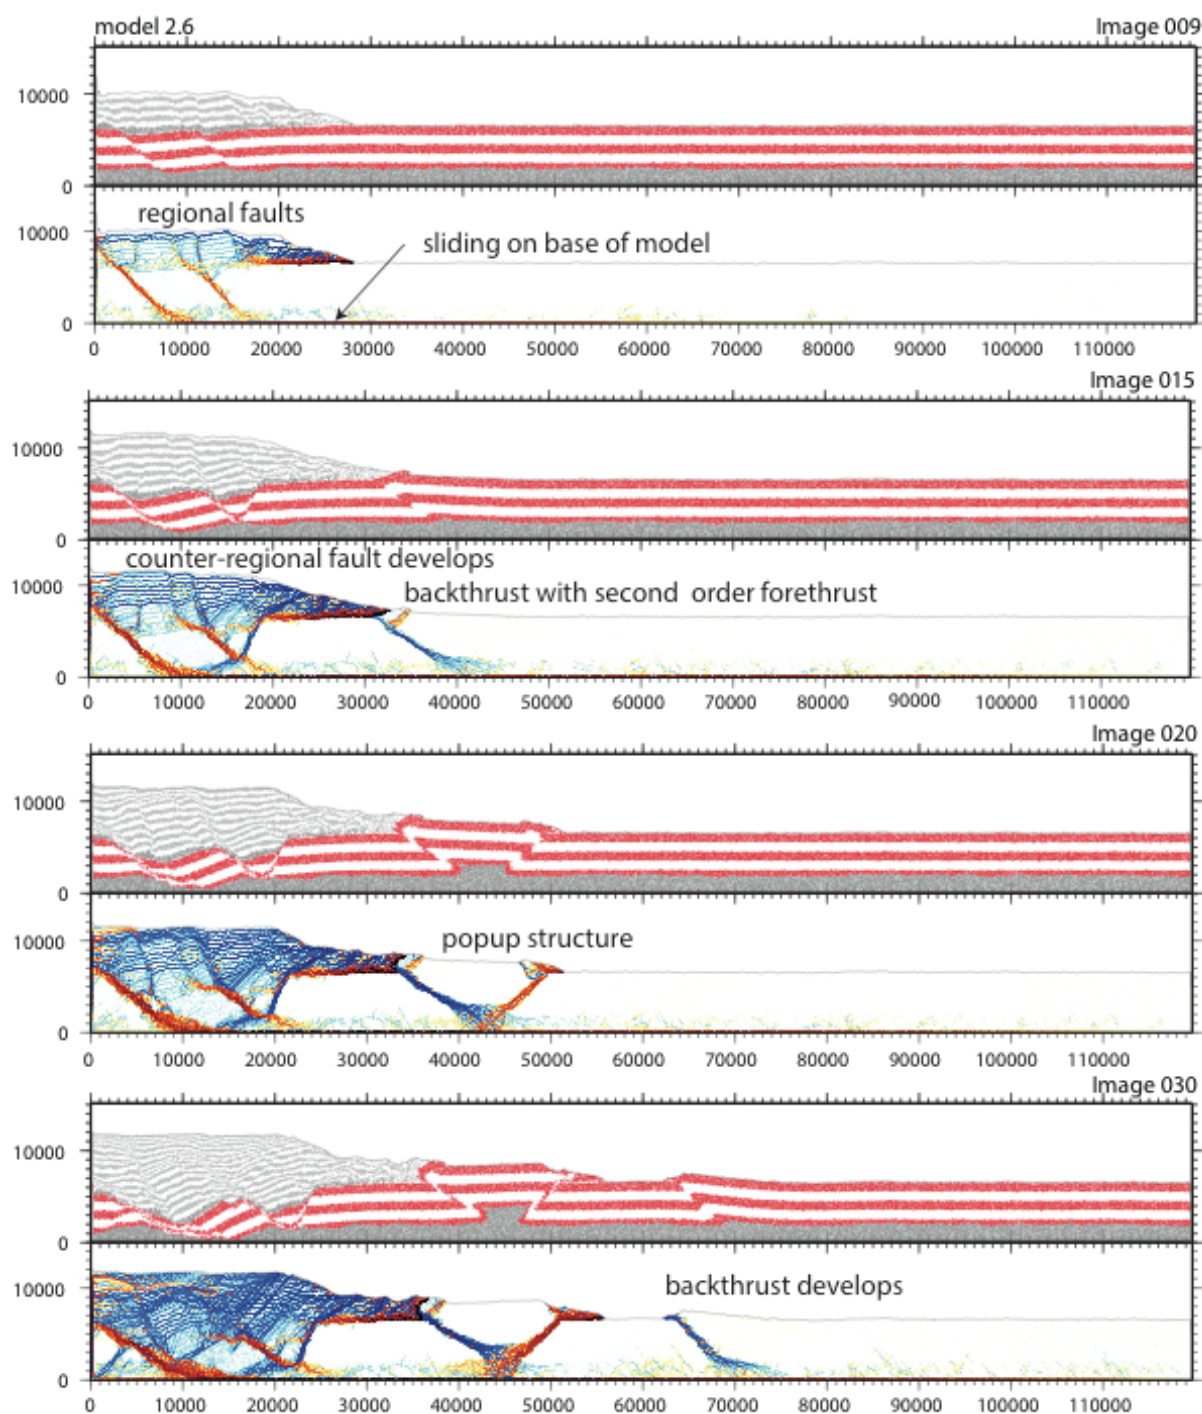 model 2.6 Image 009
10000
0
regional faults
10000
sliding on base of model
0
0 10000 20000 30000 40000 50000 60000 70000 80000 90000 100000 110000
Image 015
10000
0
counter-regional fault develops
10000
backthrust with second order forethrust
0
0 10000 20000 30000 40000 50000 60000 70000 80000 90000 100000 110000
Image 020
10000
0
10000
popup structure
0
0 10000 20000 30000 40000 50000 60000 70000 80000 90000 100000 110000
Image 030
10000
0
10000
backthrust develops
0
0 10000 20000 30000 40000 50000 60000 70000 80000 90000 100000 110000